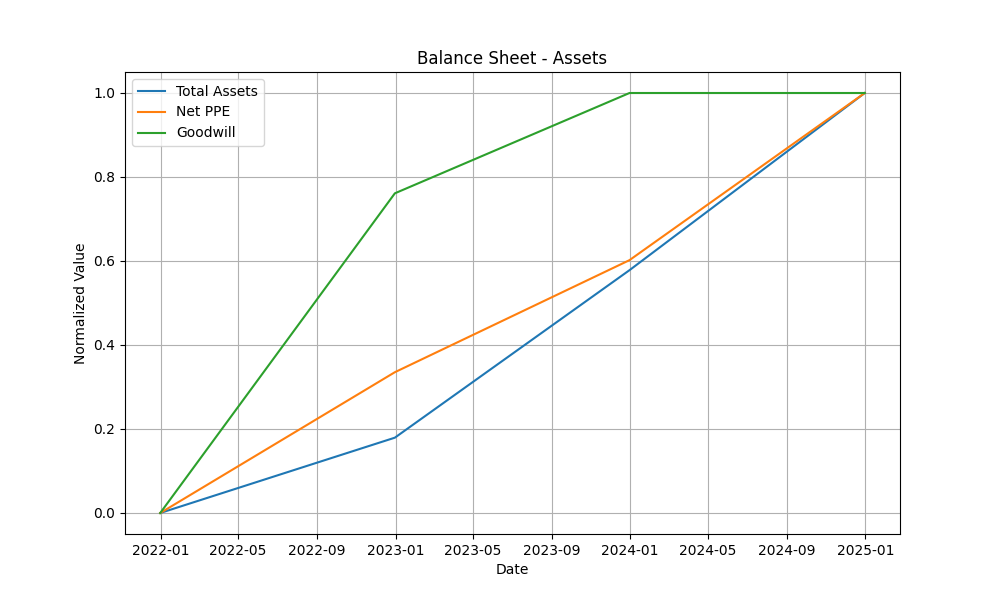 Balance Sheet - Assets
Total Assets
Net PPE
Goodwill
Normalized Value
1.0
0.8
0.6
0.4
0.2
0.0
2022-01 2022-05 2022-09 2023-01 2023-05 2023-09 2024-01 2024-05 2024-09 2025-01
Date